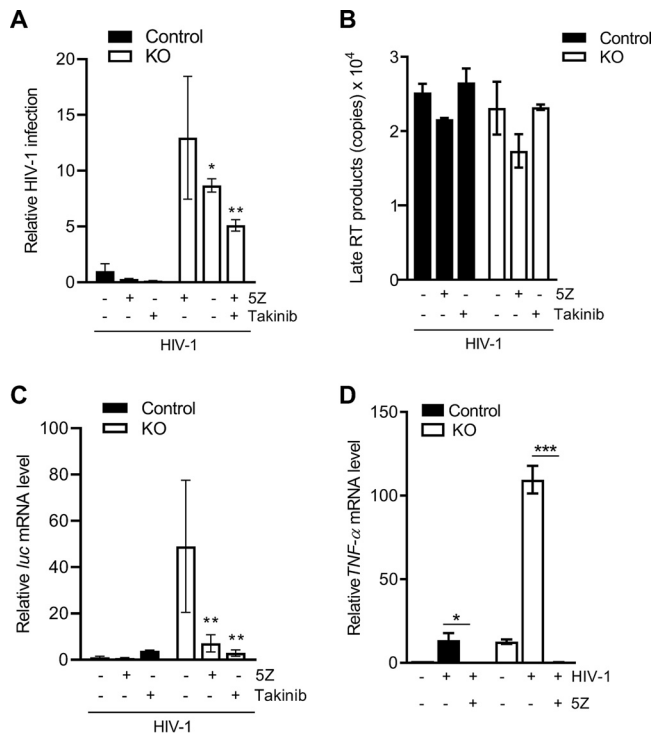 A
Control
KO
Relative HIV-1 infection
20
15
10
5
0
*
**
- + - + - + 5Z
- - + - - + Takinib
HIV-1
B
Control
KO
Late RT products (copies) x 10⁴
3
2
1
0
- + - - + - 5Z
- - + - - + Takinib
HIV-1
C
Control
KO
Relative luc mRNA level
100
80
60
40
20
0
**
**
- + - - + - 5Z
- - + - - + Takinib
HIV-1
D
Control
KO
Relative TNF-α mRNA level
150
100
50
0
*
***
- + + - + + HIV-1
- - + - - + 5Z